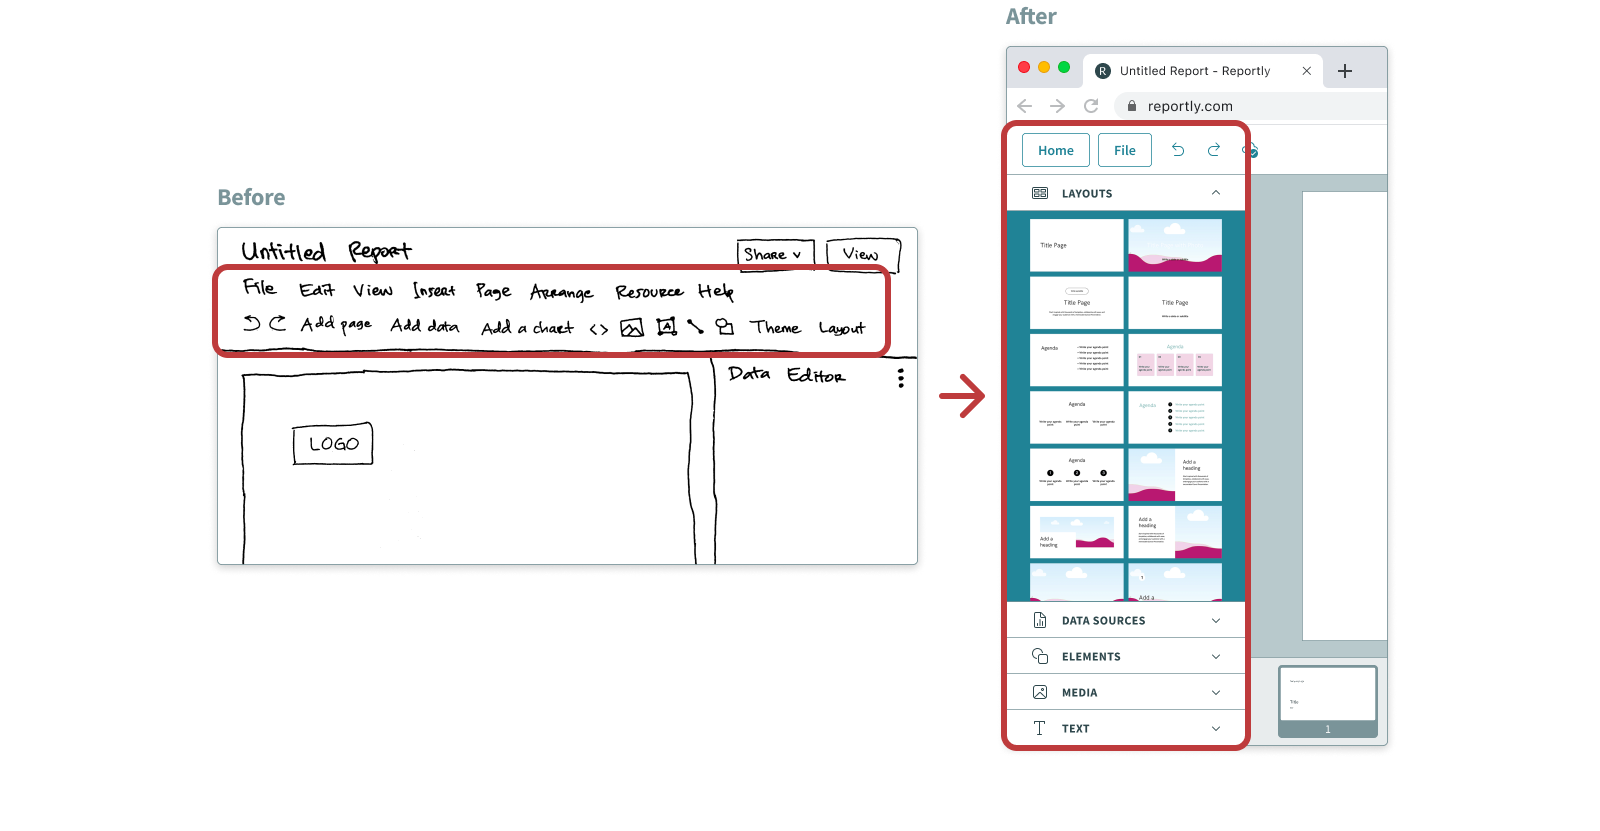 Before
Untitled Report
Share v
View
File Edit View Insert Page Arrange Resource Help
Add page Add data Add a chart <> A Theme Layout
Data Editor
LOGO
After
R Untitled Report - Reportly
reportly.com
Home
File
LAYOUTS
Title Page
Title Page
Title Page
Agenda
Agenda
Agenda
Agenda
Agenda
Add a
heading
Add a
heading
Add a
heading
1
Add a
DATA SOURCES
ELEMENTS
MEDIA
TEXT
Title
1